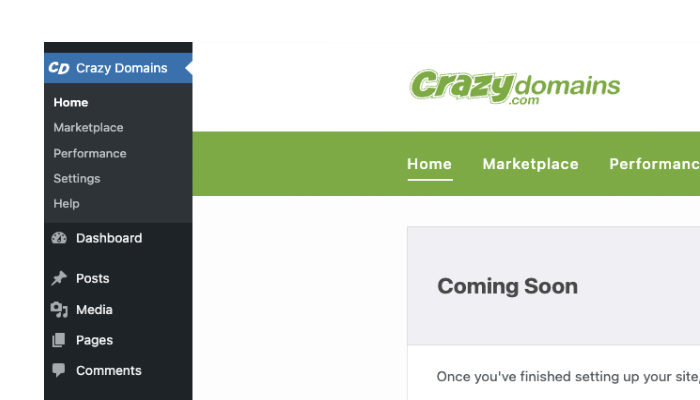 CD Crazy Domains
Home
Marketplace
Performance
Settings
Help
Dashboard
Posts
Media
Pages
Comments
Crazydomains
.com
Home Marketplace Performanc
Coming Soon
Once you've finished setting up your site,